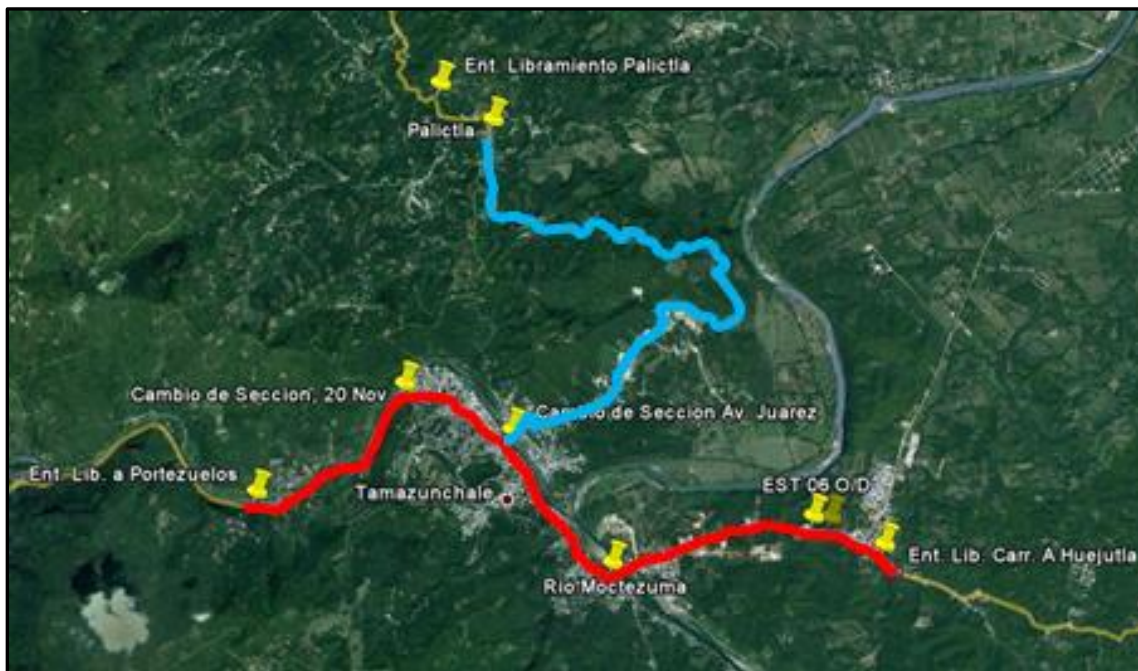 Ent. Libramiento Palictla
Palictla
Cambio de Seccion, 20 Nov
Cambio de Seccion Av. Juarez
Ent. Lib. a Portezuelos
Tamazunchale
EST 06 O.D
Rio Moctezuma
Ent. Lib. Carr. A Huejutla